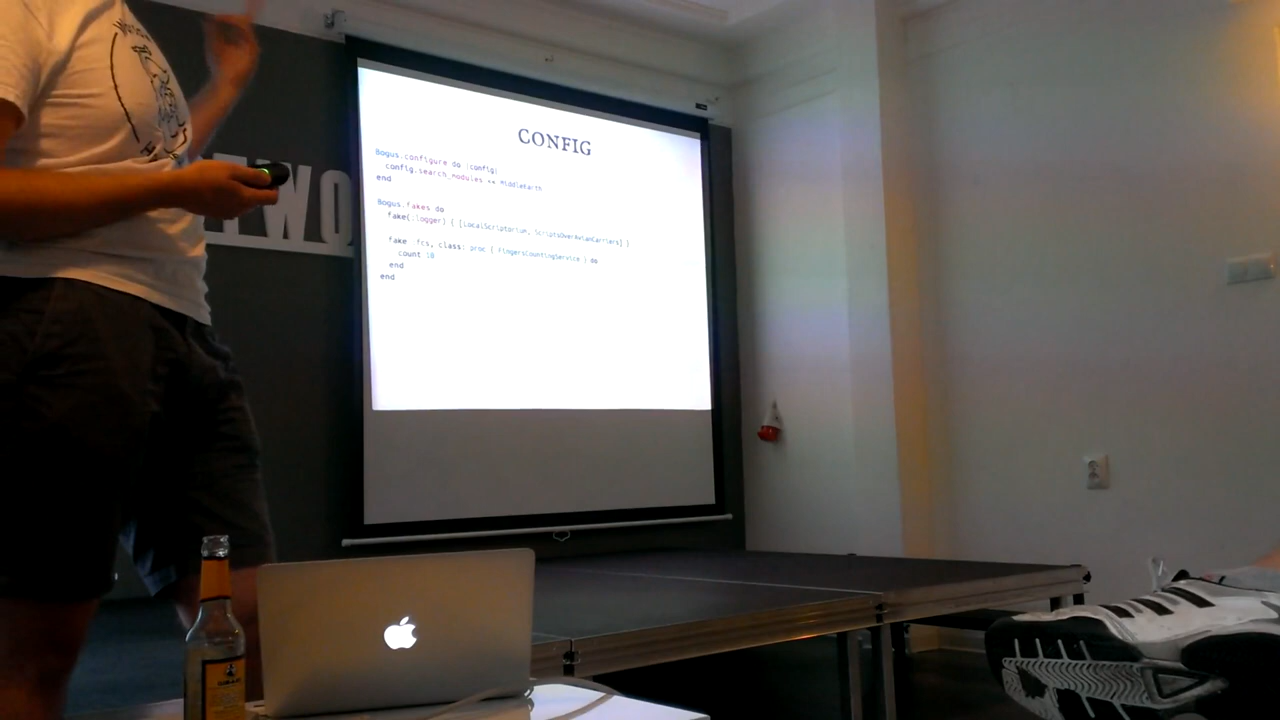 CONFIG
Bogus.configure do |config|
config.search_modules << MiddleEarth
end
Bogus.fakes do
fake(:logger) { [LocalScriptorium, ScriptsOverAvianCarriers] }
fake :fcs, class: proc { FingersCountingService } do
count 10
end
end
TWO